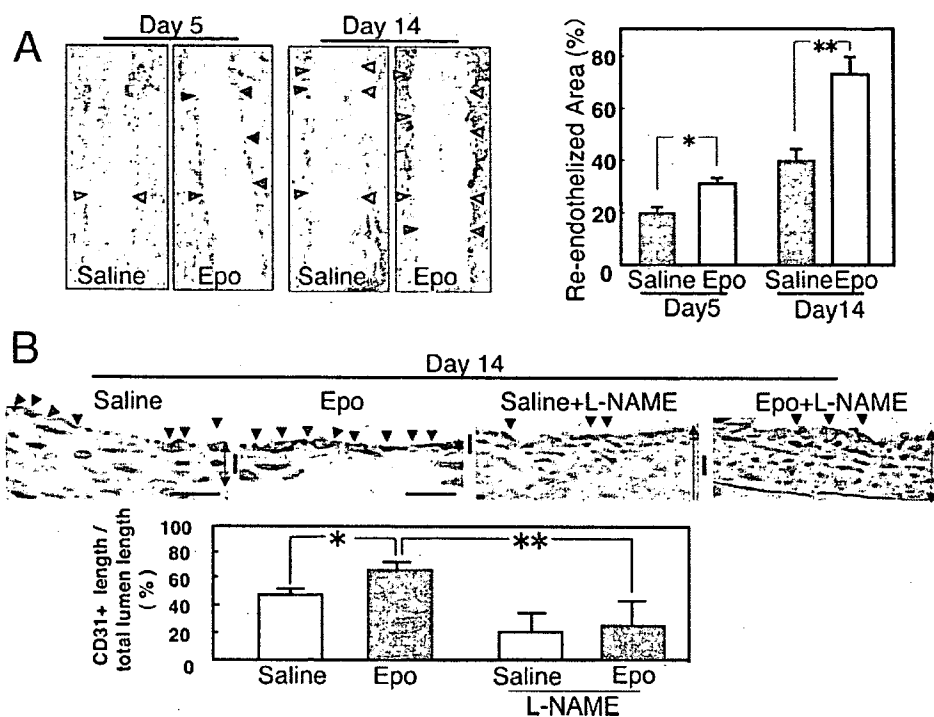 A
Day 5
Day 14
Saline
Epo
Saline
Epo
Re-endothelized Area (%)
80
60
40
20
0
**
*
Saline Epo
Saline Epo
Day5
Day14
B
Day 14
Saline
Epo
Saline+L-NAME
Epo+L-NAME
CD31+ length /
total lumen length
(%)
100
80
60
40
20
0
*
**
Saline
Epo
Saline
Epo
L-NAME